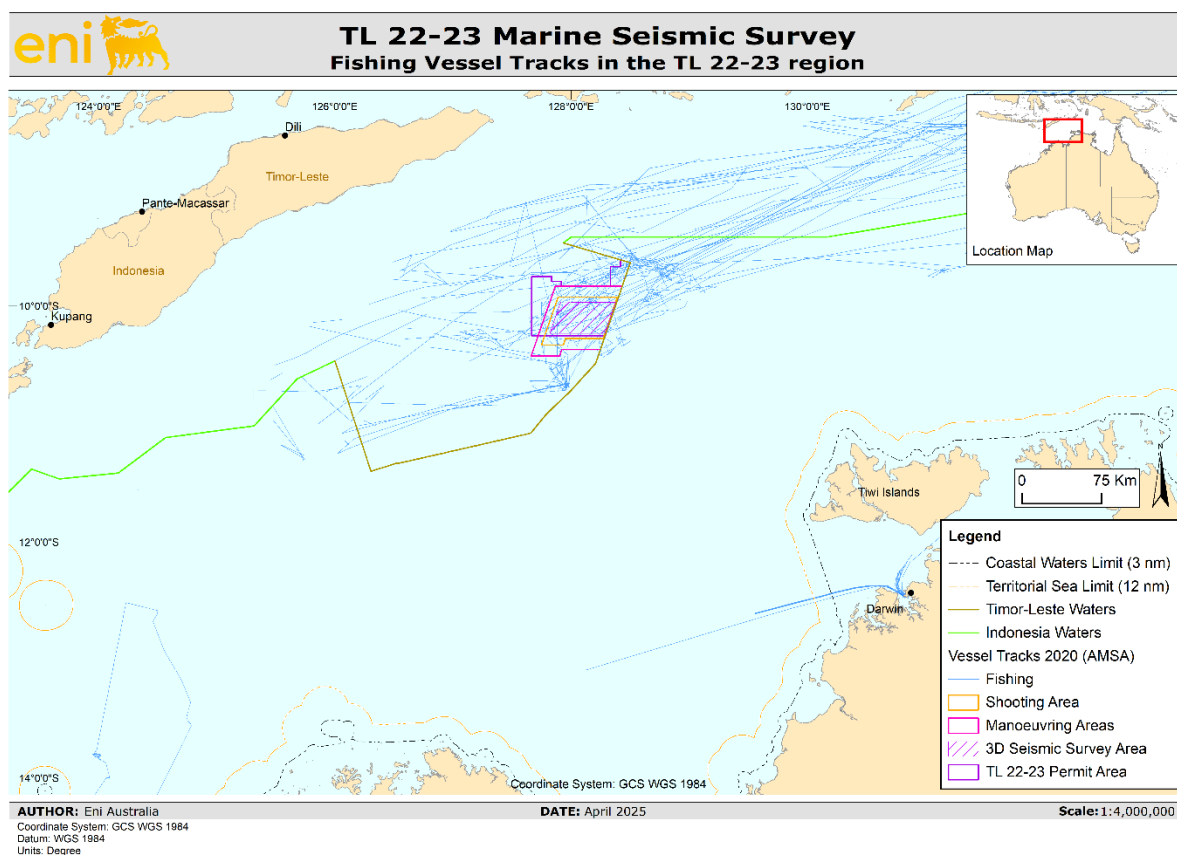 eni
TL 22-23 Marine Seismic Survey
Fishing Vessel Tracks in the TL 22-23 region
124°0'0"E
126°0'0"E
128°0'0"E
130°0'0"E
Dili
Timor-Leste
Pante-Macassar
Indonesia
10°0'0"S
Kupang
Location Map
N
0 75 Km
Tiwi Islands
12°0'0"S
Darwin
Legend
Coastal Waters Limit (3 nm)
Territorial Sea Limit (12 nm)
Timor-Leste Waters
Indonesia Waters
Vessel Tracks 2020 (AMSA)
Fishing
Shooting Area
Manoeuvring Areas
3D Seismic Survey Area
TL 22-23 Permit Area
14°0'0"S
Coordinate System: GCS WGS 1984
AUTHOR: Eni Australia
DATE: April 2025
Scale:1:4,000,000
Coordinate System: GCS WGS 1984
Datum: WGS 1984
Units: Degree